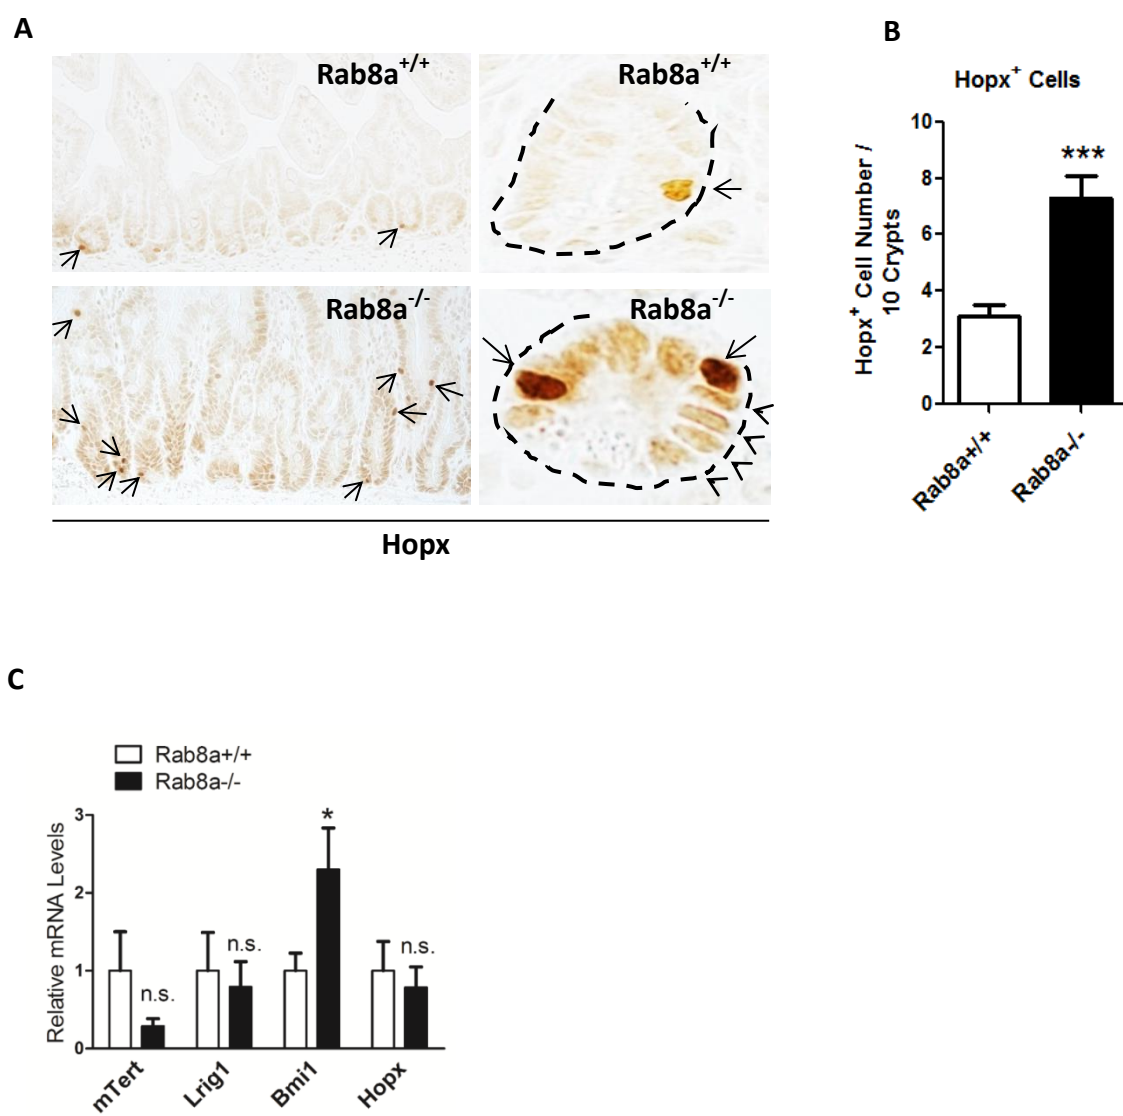 A
Rab8a+/+
Rab8a+/+
Rab8a-/-
Rab8a-/-
Hopx
B
Hopx+ Cells
Hopx+ Cell Number /
10 Crypts
10
8
6
4
2
0
***
Rab8a+/+
Rab8a-/-
C
Rab8a+/+
Rab8a-/-
Relative mRNA Levels
3
2
1
0
n.s.
n.s.
*
n.s.
mTert
Lrig1
Bmi1
Hopx